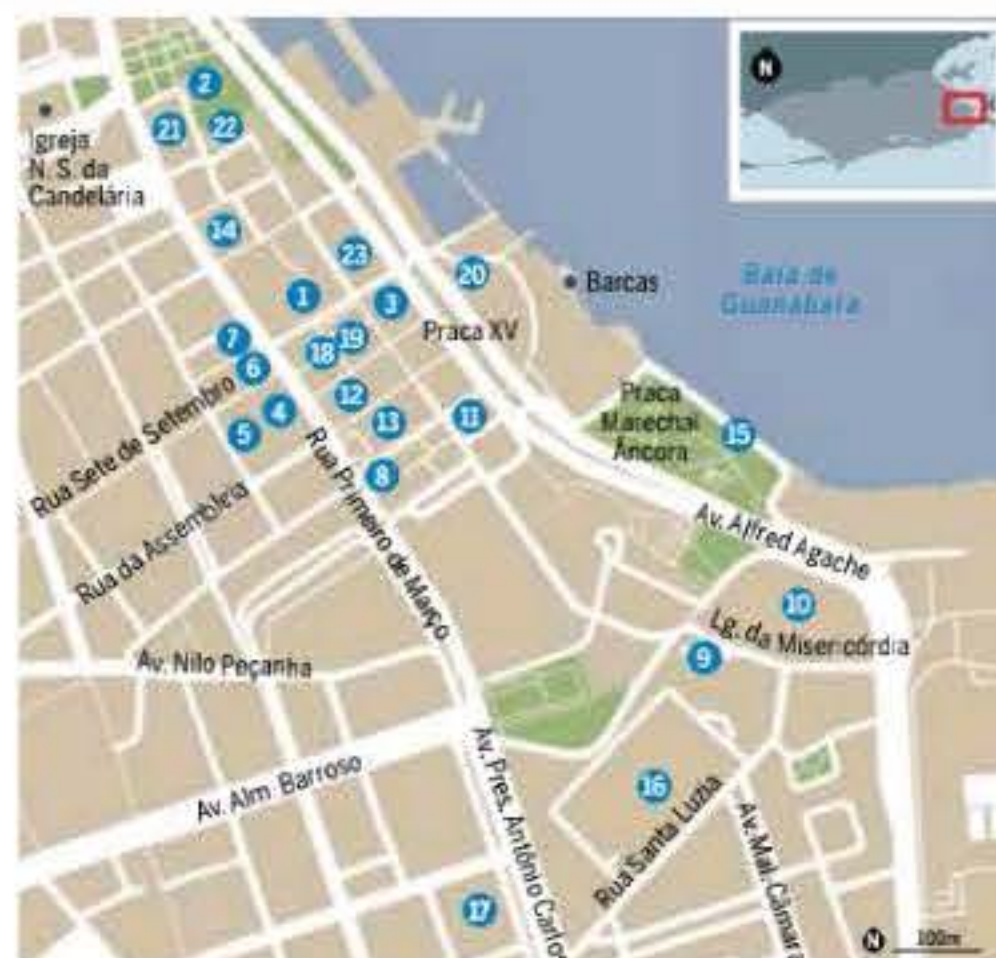 N
2
21
22
Igreja
N. S. da
Candelária
14
23
20
Barcas
Baía de
Guanabara
1
3
Praça XV
7
19
18
6
12
Praça
Marechal
Âncora
4
13
11
15
5
8
Rua Sete de Setembro
Rua da Assembleia
Rua Primeiro de Março
Av. Alfred Agache
10
Lg. da Misericórdia
9
Av. Nilo Peçanha
Av. Alm. Barroso
Av. Pres. Antônio Carlos
16
Rua Santa Luzia
Av. Mal. Câmara
17
N
100m